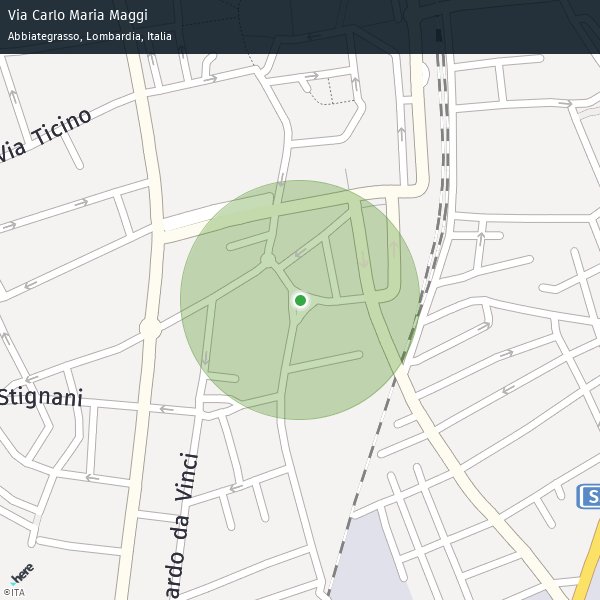 Via Carlo Maria Maggi
Abbiategrasso, Lombardia, Italia
Via Ticino
Stignani
ardo da Vinci
S
here
©ITA